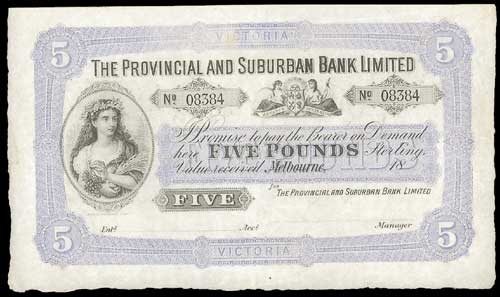 5 VICTORIA 5
THE PROVINCIAL AND SUBURBAN BANK LIMITED
No 08384 No 08384
I Promise to pay the Bearer on Demand
here FIVE POUNDS Sterling.
Value received Melbourne, 18
For THE PROVINCIAL AND SUBURBAN BANK LIMITED
FIVE
Entd Acct Manager
5 VICTORIA 5